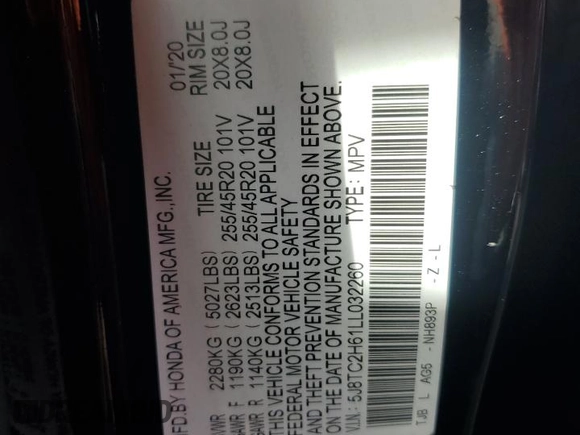 MFD.BY HONDA OF AMERICA MFG.,INC. 01/'20
TIRE SIZE RIM SIZE
GVWR 2280KG (5027LBS)
GAWR F 1190KG (2623LBS) 255/45R20 101V 20X8.0J
GAWR R 1140KG (2513LBS) 255/45R20 101V 20X8.0J
THIS VEHICLE CONFORMS TO ALL APPLICABLE
FEDERAL MOTOR VEHICLE SAFETY
AND THEFT PREVENTION STANDARDS IN EFFECT
ON THE DATE OF MANUFACTURE SHOWN ABOVE.
V.I.N: 5J8TC2H61LL032260 TYPE: MPV
TJB L AG5 -NH893P -Z -L